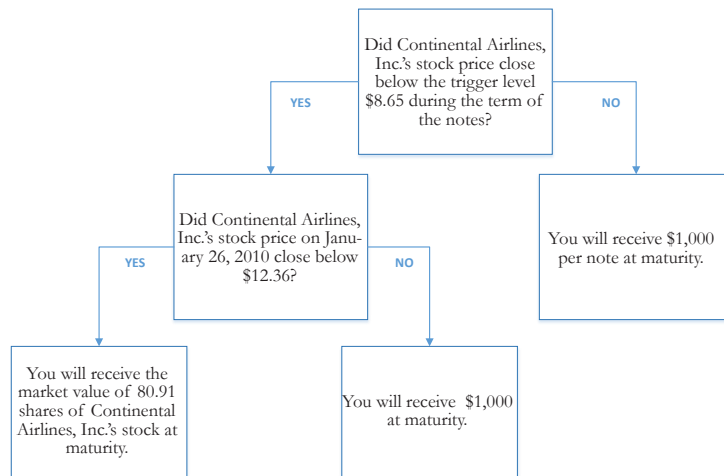 Did Continental Airlines,
Inc.'s stock price close
below the trigger level
$8.65 during the term of
the notes?
YES
NO
Did Continental Airlines,
Inc.'s stock price on Janu-
ary 26, 2010 close below
$12.36?
You will receive $1,000
per note at maturity.
YES
NO
You will receive the
market value of 80.91
shares of Continental
Airlines, Inc.'s stock at
maturity.
You will receive $1,000
at maturity.